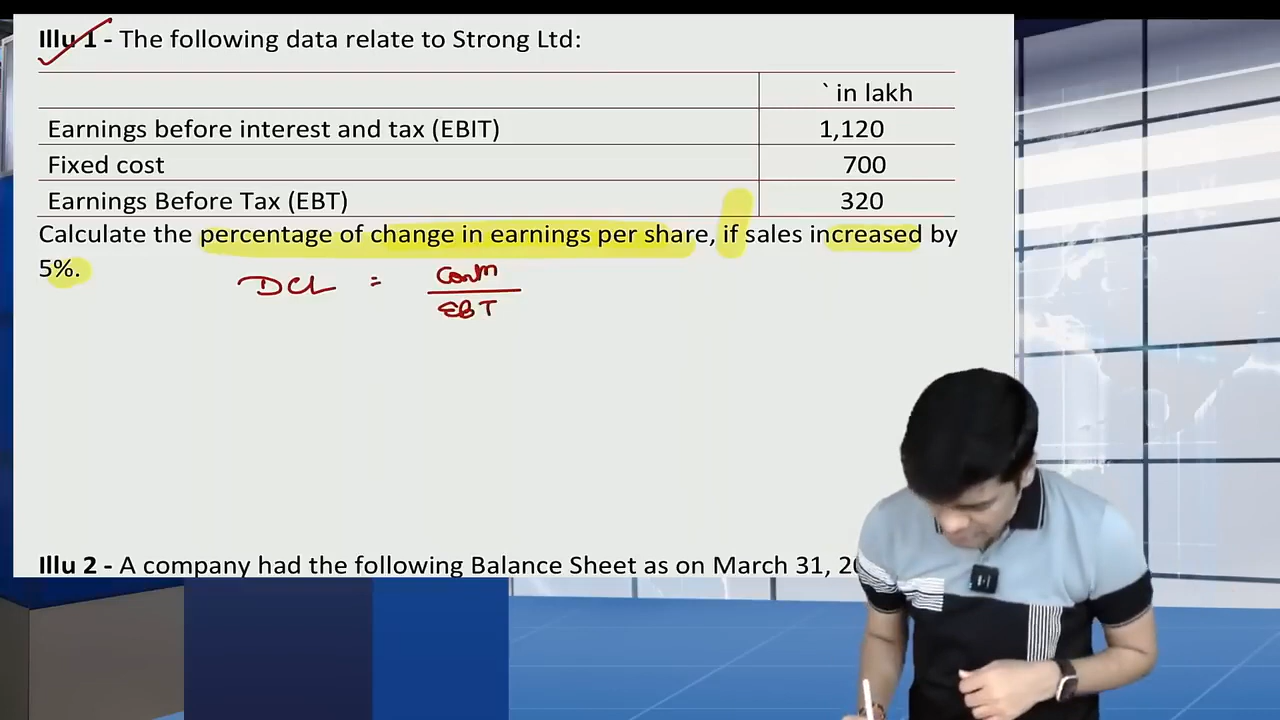 Illu 1 - The following data relate to Strong Ltd:
` in lakh
Earnings before interest and tax (EBIT) 1,120
Fixed cost 700
Earnings Before Tax (EBT) 320
Calculate the percentage of change in earnings per share, if sales increased by
5%.
DCL = Contn
EBT
Illu 2 - A company had the following Balance Sheet as on March 31, 20